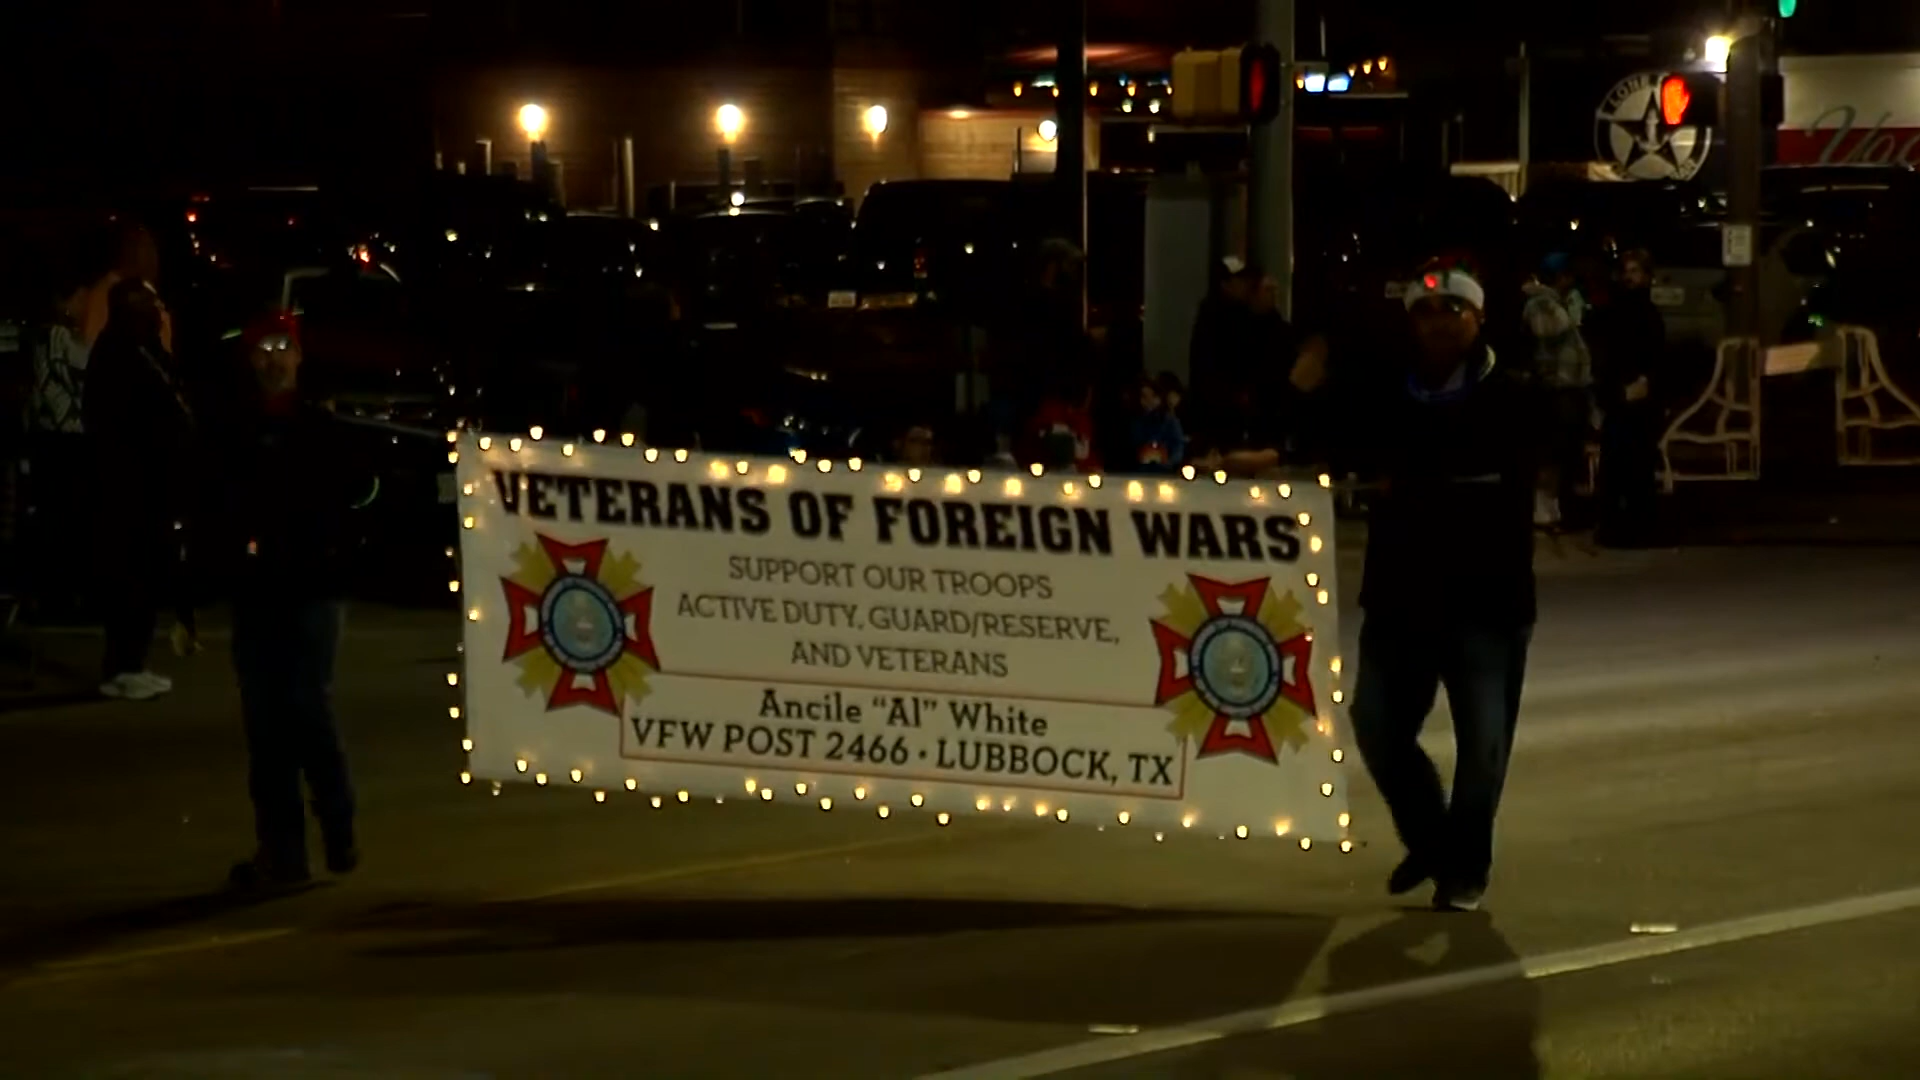 LONE
VETERANS OF FOREIGN WARS
SUPPORT OUR TROOPS
ACTIVE DUTY, GUARD/RESERVE,
AND VETERANS
Ancile "Al" White
VFW POST 2466 · LUBBOCK, TX